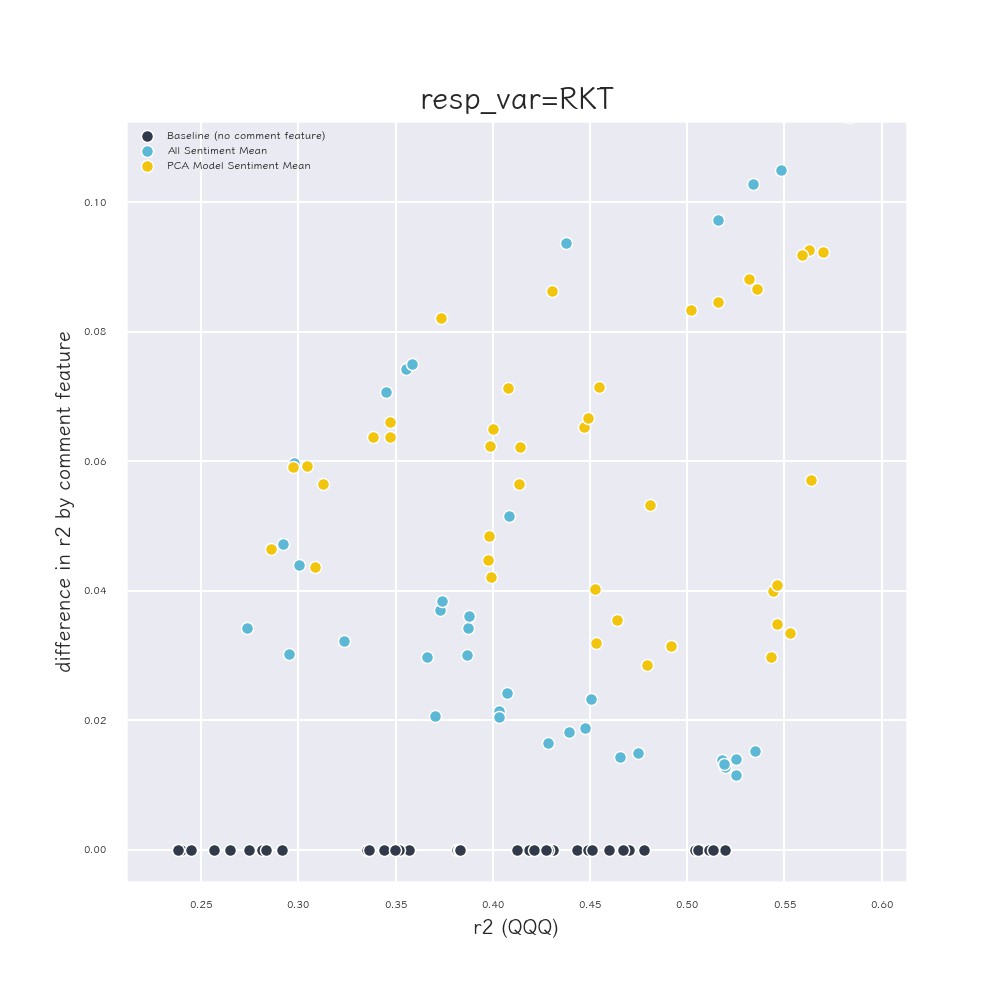 resp_var=RKT
Baseline (no comment feature)
All Sentiment Mean
PCA Model Sentiment Mean
difference in r2 by comment feature
0.10
0.08
0.06
0.04
0.02
0.00
0.25 0.30 0.35 0.40 0.45 0.50 0.55 0.60
r2 (QQQ)